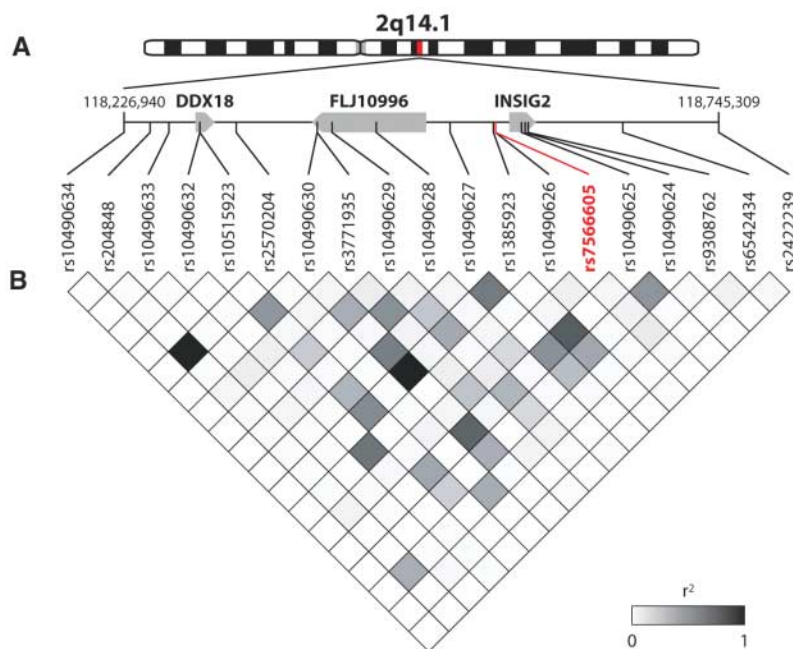 2q14.1
A
118,226,940 DDX18 FLJ10996 INSIG2 118,745,309
rs10490634
rs204848
rs10490633
rs10490632
rs10515923
rs2570204
rs10490630
rs3771935
rs10490629
rs10490628
rs10490627
rs1385923
rs10490626
rs7566605
rs10490625
rs10490624
rs9308762
rs6542434
rs2422239
B
r²
0 1